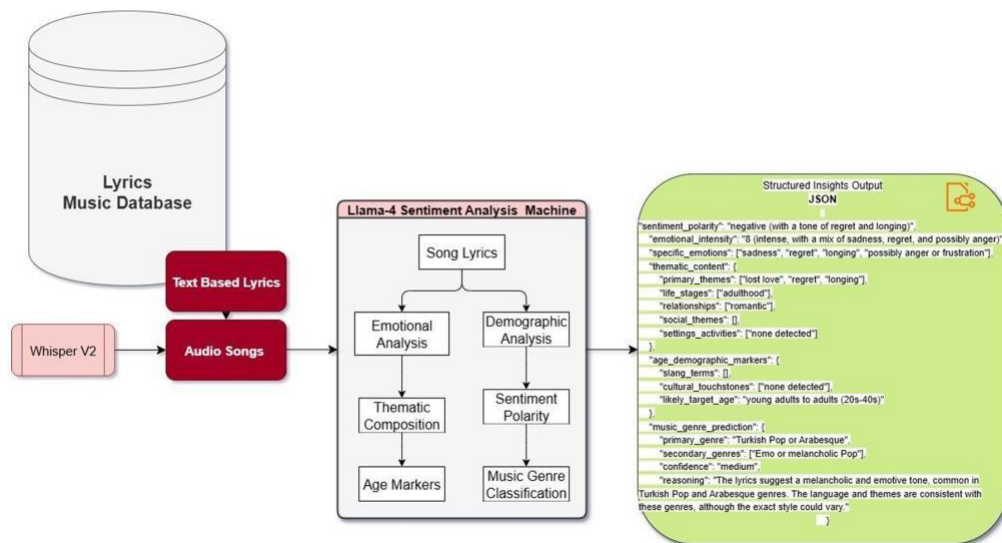 Lyrics
Music Database
Text Based Lyrics
Whisper V2
Audio Songs
Llama-4 Sentiment Analysis Machine
Song Lyrics
Emotional
Analysis
Demographic
Analysis
Thematic
Composition
Sentiment
Polarity
Age Markers
Music Genre
Classification
Structured Insights Output
JSON
"sentiment_polarity": "negative (with a tone of regret and longing)",
"emotional_intensity": "8 (intense, with a mix of sadness, regret, and possibly anger)"
"specific_emotions": ["sadness", "regret", "longing", "possibly anger or frustration"],
"thematic_content": {
"primary_themes": ["lost love", "regret", "longing"],
"life_stages": ["adulthood"],
"relationships": ["romantic"],
"social_themes": [],
"settings_activities": ["none detected"]
},
"age_demographic_markers": {
"slang_terms": [],
"cultural_touchstones": ["none detected"],
"likely_target_age": "young adults to adults (20s-40s)"
},
"music_genre_prediction": {
"primary_genre": "Turkish Pop or Arabesque",
"secondary_genres": ["Emo or melancholic Pop"],
"confidence": "medium",
"reasoning": "The lyrics suggest a melancholic and emotive tone, common in
Turkish Pop and Arabesque genres. The language and themes are consistent with
these genres, although the exact style could vary."
}